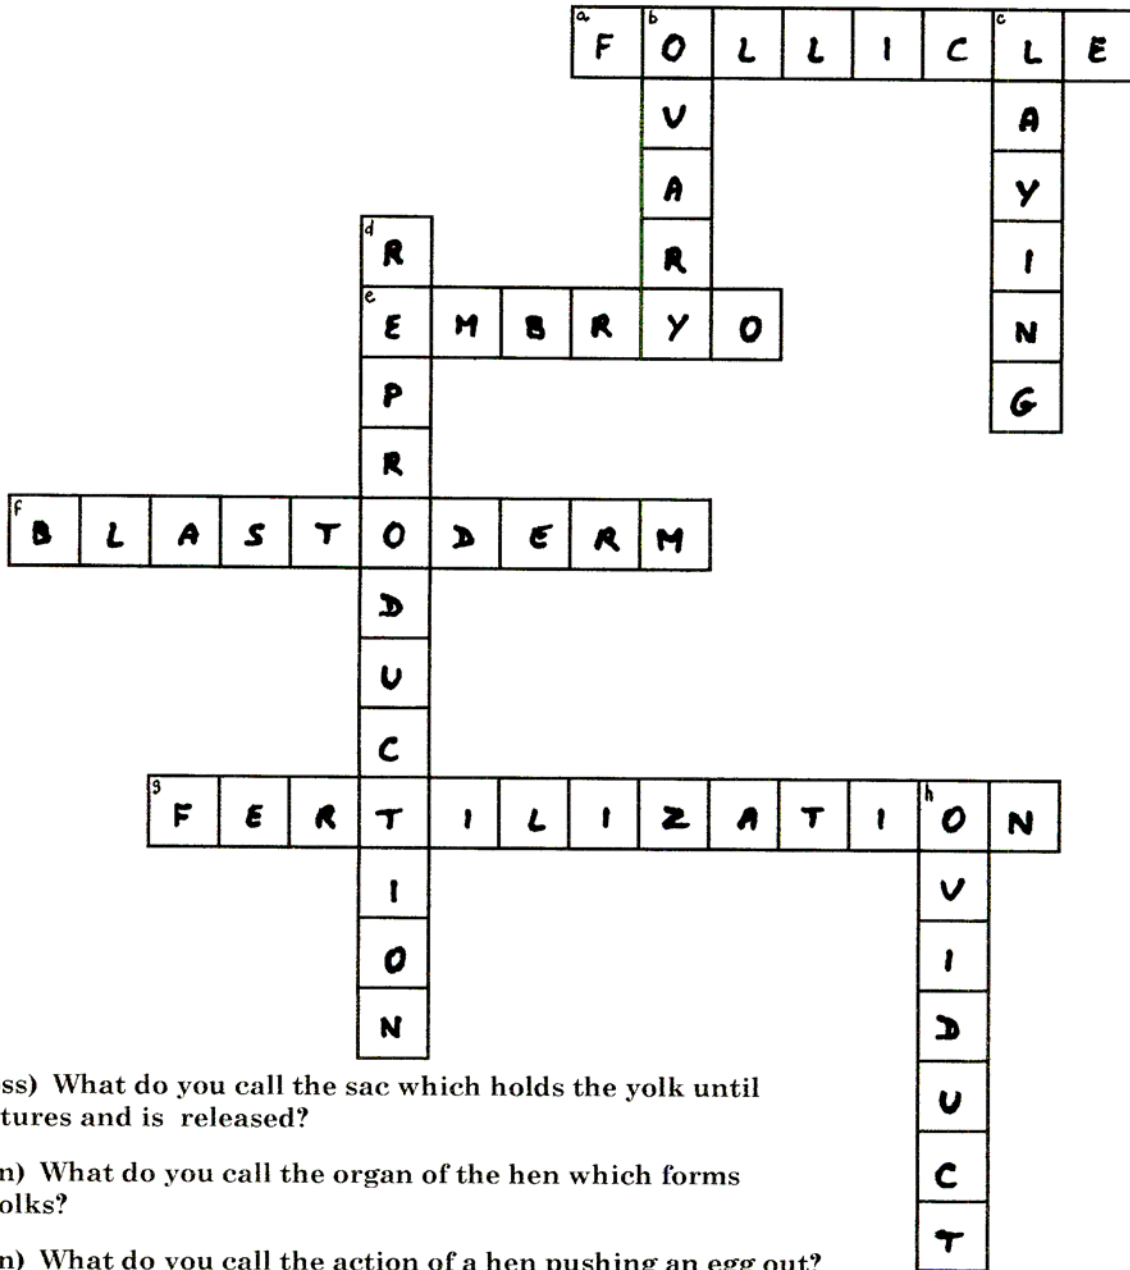 a b c
F O L L I C L E
V A
A Y
d
R R I
e
E M B R Y O N
P G
R
f
B L A S T O D E R M
D
U
C
g h
F E R T I L I Z A T I O N
I V
O I
N D
ss) What do you call the sac which holds the yolk until
tures and is released?
U
n) What do you call the organ of the hen which forms
C
olks?
T
n) What do you call the action of a hen pushing an egg out?